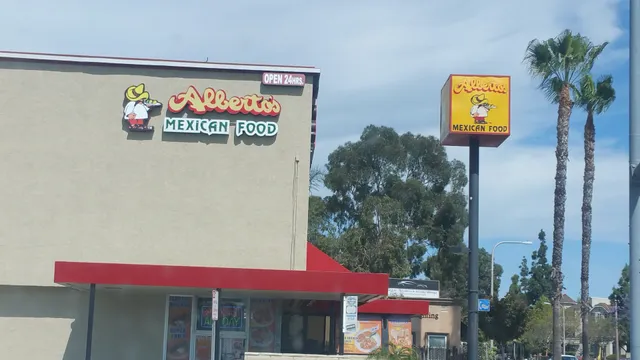 OPEN 24HRS.
Alberto's
MEXICAN FOOD
Alberto's
MEXICAN FOOD